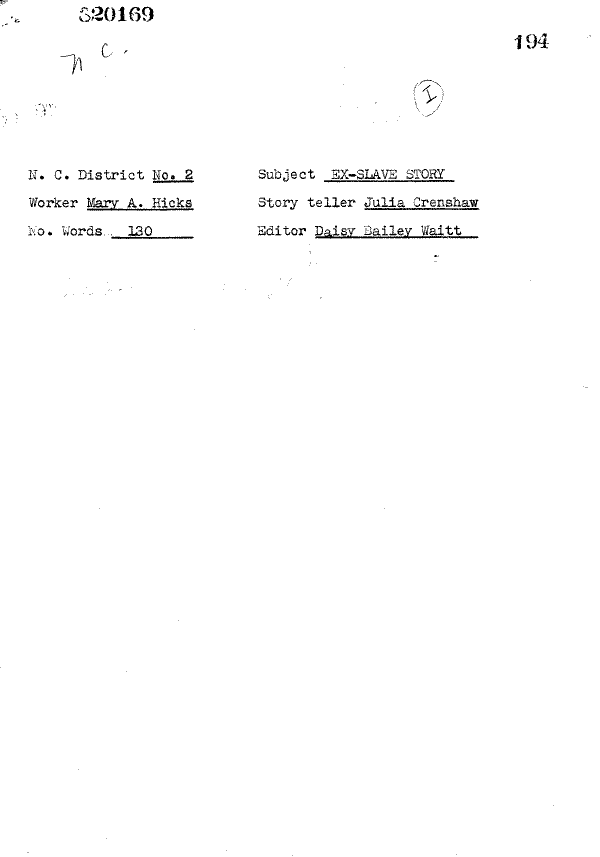 320169
194
N C.
I
N. C. District No. 2 Subject EX-SLAVE STORY
Worker Mary A. Hicks Story teller Julia Crenshaw
No. Words 130 Editor Daisy Bailey Waitt